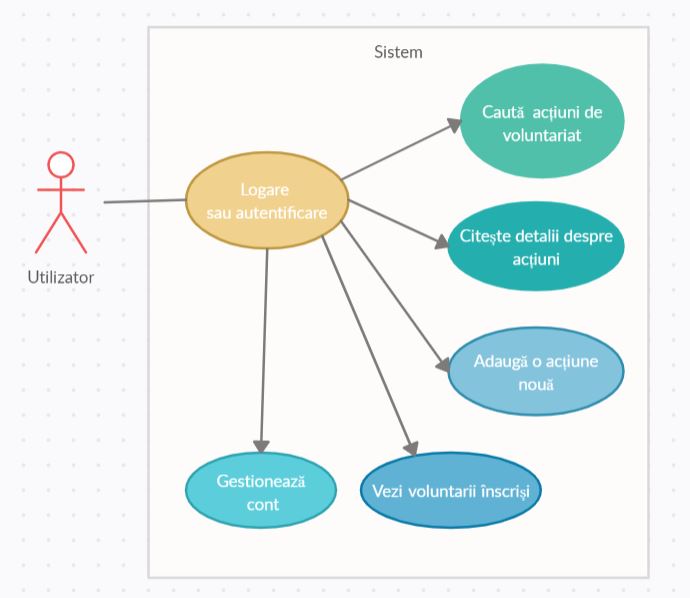 Sistem
Caută acțiuni de
voluntariat
Logare
sau autentificare
Citește detalii despre
acțiuni
Utilizator
Adaugă o acțiune
nouă
Gestionează
cont
Vezi voluntarii înscriși